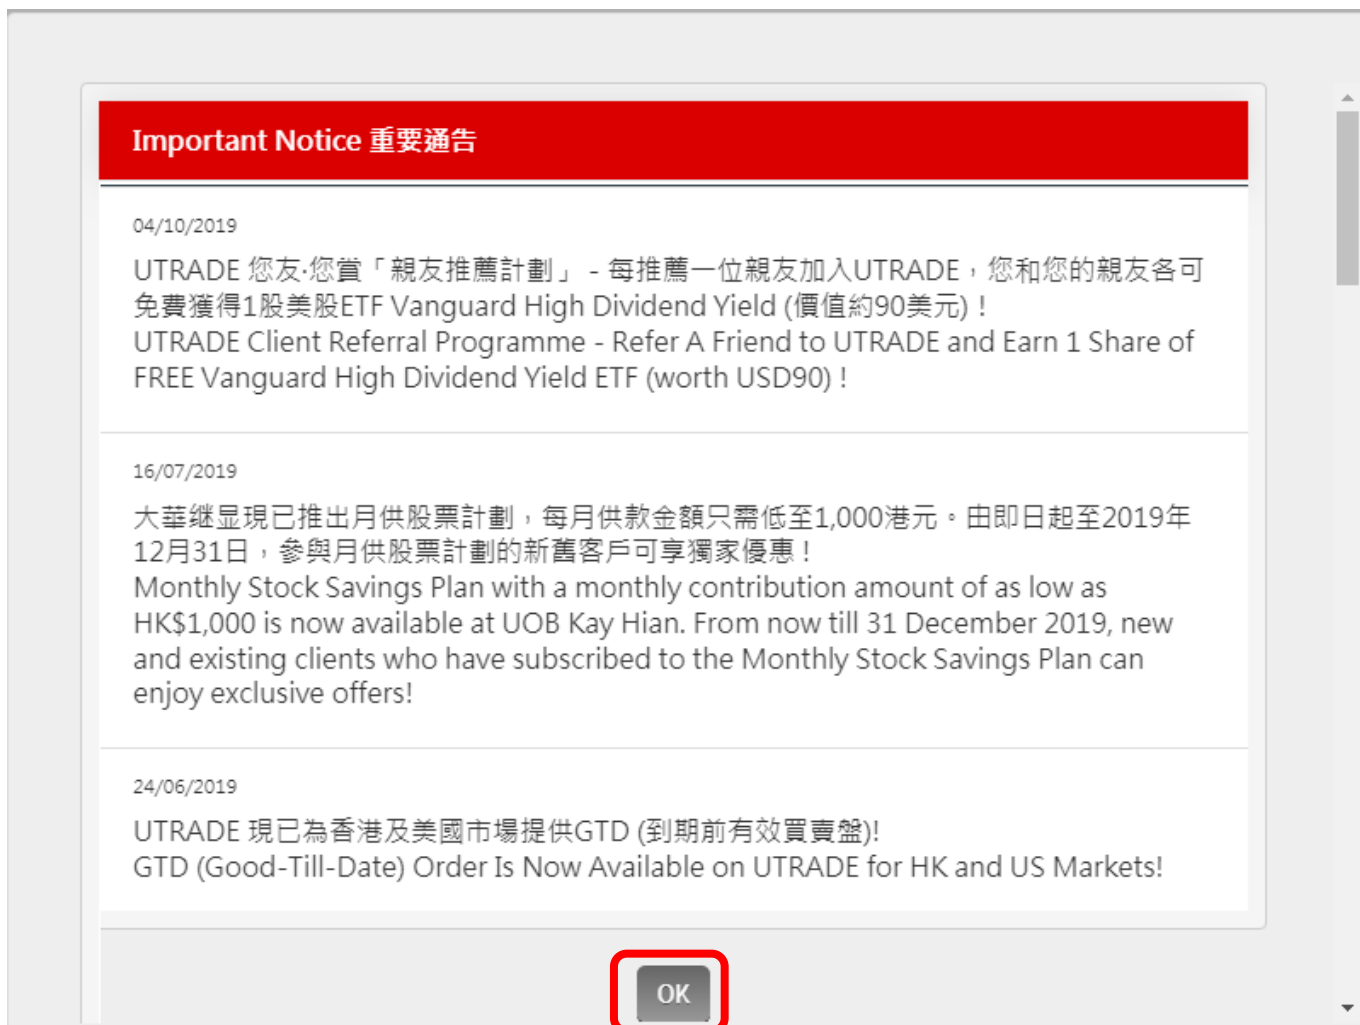 Important Notice 重要通告
04/10/2019
UTRADE 您友‧您賞「親友推薦計劃」 - 每推薦一位親友加入UTRADE，您和您的親友各可
免費獲得1股美股ETF Vanguard High Dividend Yield (價值約90美元) !
UTRADE Client Referral Programme - Refer A Friend to UTRADE and Earn 1 Share of
FREE Vanguard High Dividend Yield ETF (worth USD90) !
16/07/2019
大華继显現已推出月供股票計劃，每月供款金額只需低至1,000港元。由即日起至2019年
12月31日，參與月供股票計劃的新舊客戶可享獨家優惠！
Monthly Stock Savings Plan with a monthly contribution amount of as low as
HK$1,000 is now available at UOB Kay Hian. From now till 31 December 2019, new
and existing clients who have subscribed to the Monthly Stock Savings Plan can
enjoy exclusive offers!
24/06/2019
UTRADE 現已為香港及美國市場提供GTD (到期前有效買賣盤)!
GTD (Good-Till-Date) Order Is Now Available on UTRADE for HK and US Markets!
OK